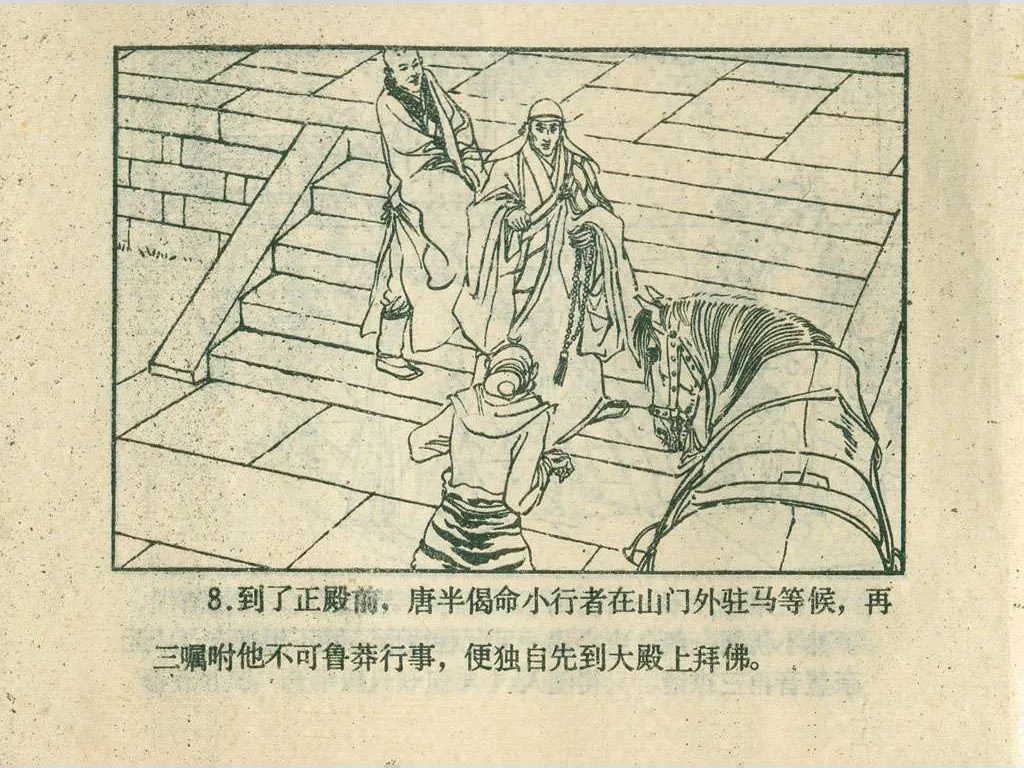 8.到了正殿前，唐半偈命小行者在山门外驻马等候，再
三嘱咐他不可鲁莽行事，便独自先到大殿上拜佛。